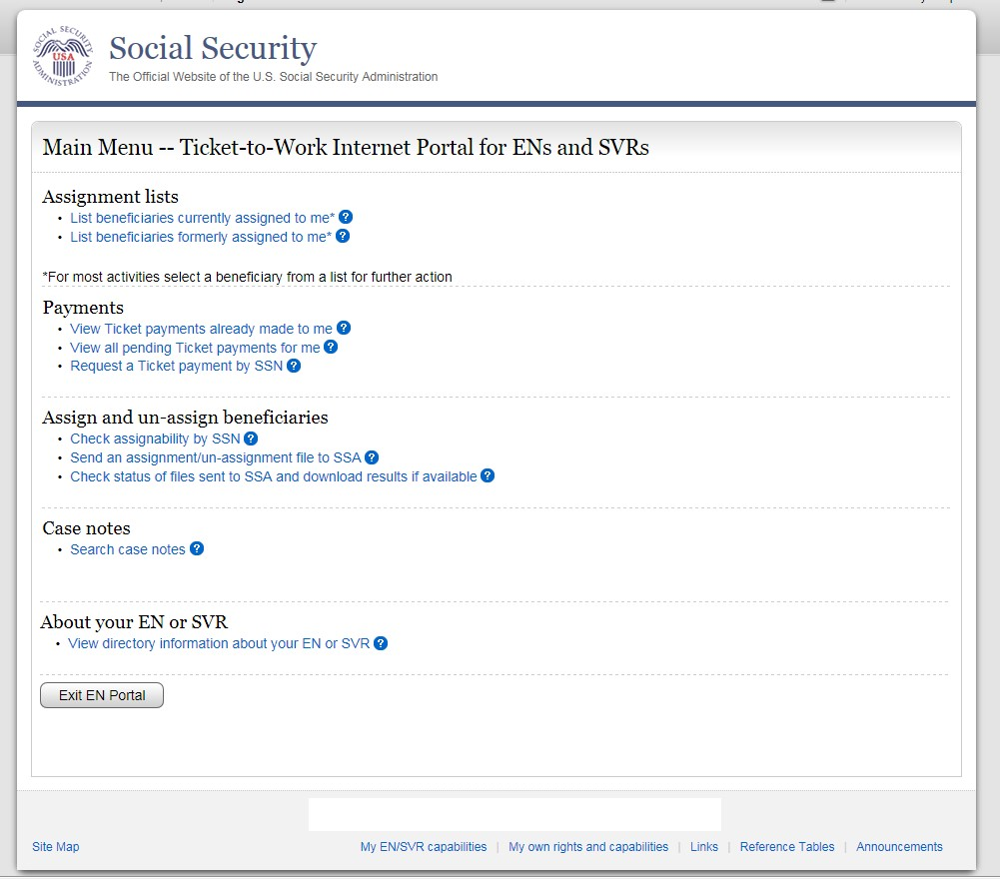 SOCIAL SECURITY ADMINISTRATION
USA
Social Security
The Official Website of the U.S. Social Security Administration
Main Menu -- Ticket-to-Work Internet Portal for ENs and SVRs
Assignment lists
• List beneficiaries currently assigned to me* ?
• List beneficiaries formerly assigned to me* ?
*For most activities select a beneficiary from a list for further action
Payments
• View Ticket payments already made to me ?
• View all pending Ticket payments for me ?
• Request a Ticket payment by SSN ?
Assign and un-assign beneficiaries
• Check assignability by SSN ?
• Send an assignment/un-assignment file to SSA ?
• Check status of files sent to SSA and download results if available ?
Case notes
• Search case notes ?
About your EN or SVR
• View directory information about your EN or SVR ?
Exit EN Portal
Site Map
My EN/SVR capabilities | My own rights and capabilities | Links | Reference Tables | Announcements